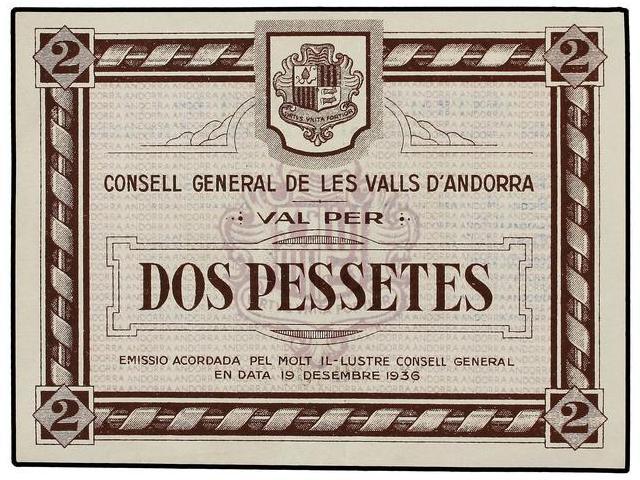 2 2
VIRTUS VNITA FORTIOR
CONSELL GENERAL DE LES VALLS D'ANDORRA
VAL PER
DOS PESSETES
EMISSIO ACORDADA PEL MOLT IL-LUSTRE CONSELL GENERAL
EN DATA 19 DESEMBRE 1936
2 2